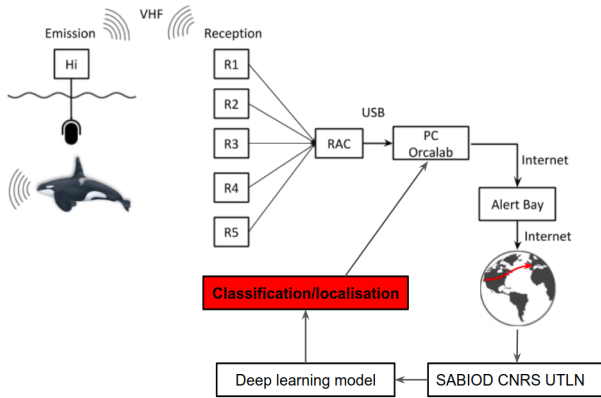 VHF
Emission
Reception
Hi
R1
R2
R3
R4
R5
RAC
USB
PC
Orcalab
Internet
Alert Bay
Internet
Classification/localisation
Deep learning model
SABIOD CNRS UTLN